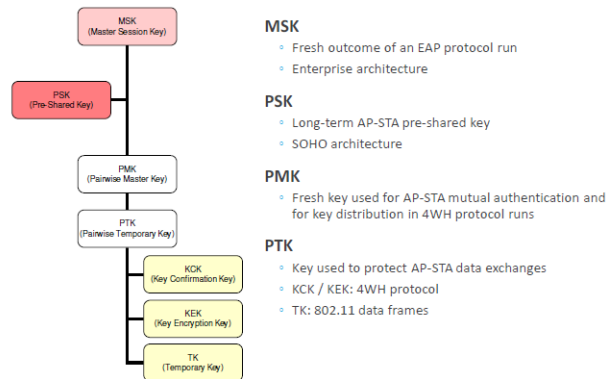 MSK
(Master Session Key)
PSK
(Pre-Shared Key)
PMK
(Pairwise Master Key)
PTK
(Pairwise Temporary Key)
KCK
(Key Confirmation Key)
KEK
(Key Encryption Key)
TK
(Temporary Key)
MSK
Fresh outcome of an EAP protocol run
Enterprise architecture
PSK
Long-term AP-STA pre-shared key
SOHO architecture
PMK
Fresh key used for AP-STA mutual authentication and
for key distribution in 4WH protocol runs
PTK
Key used to protect AP-STA data exchanges
KCK / KEK: 4WH protocol
TK: 802.11 data frames